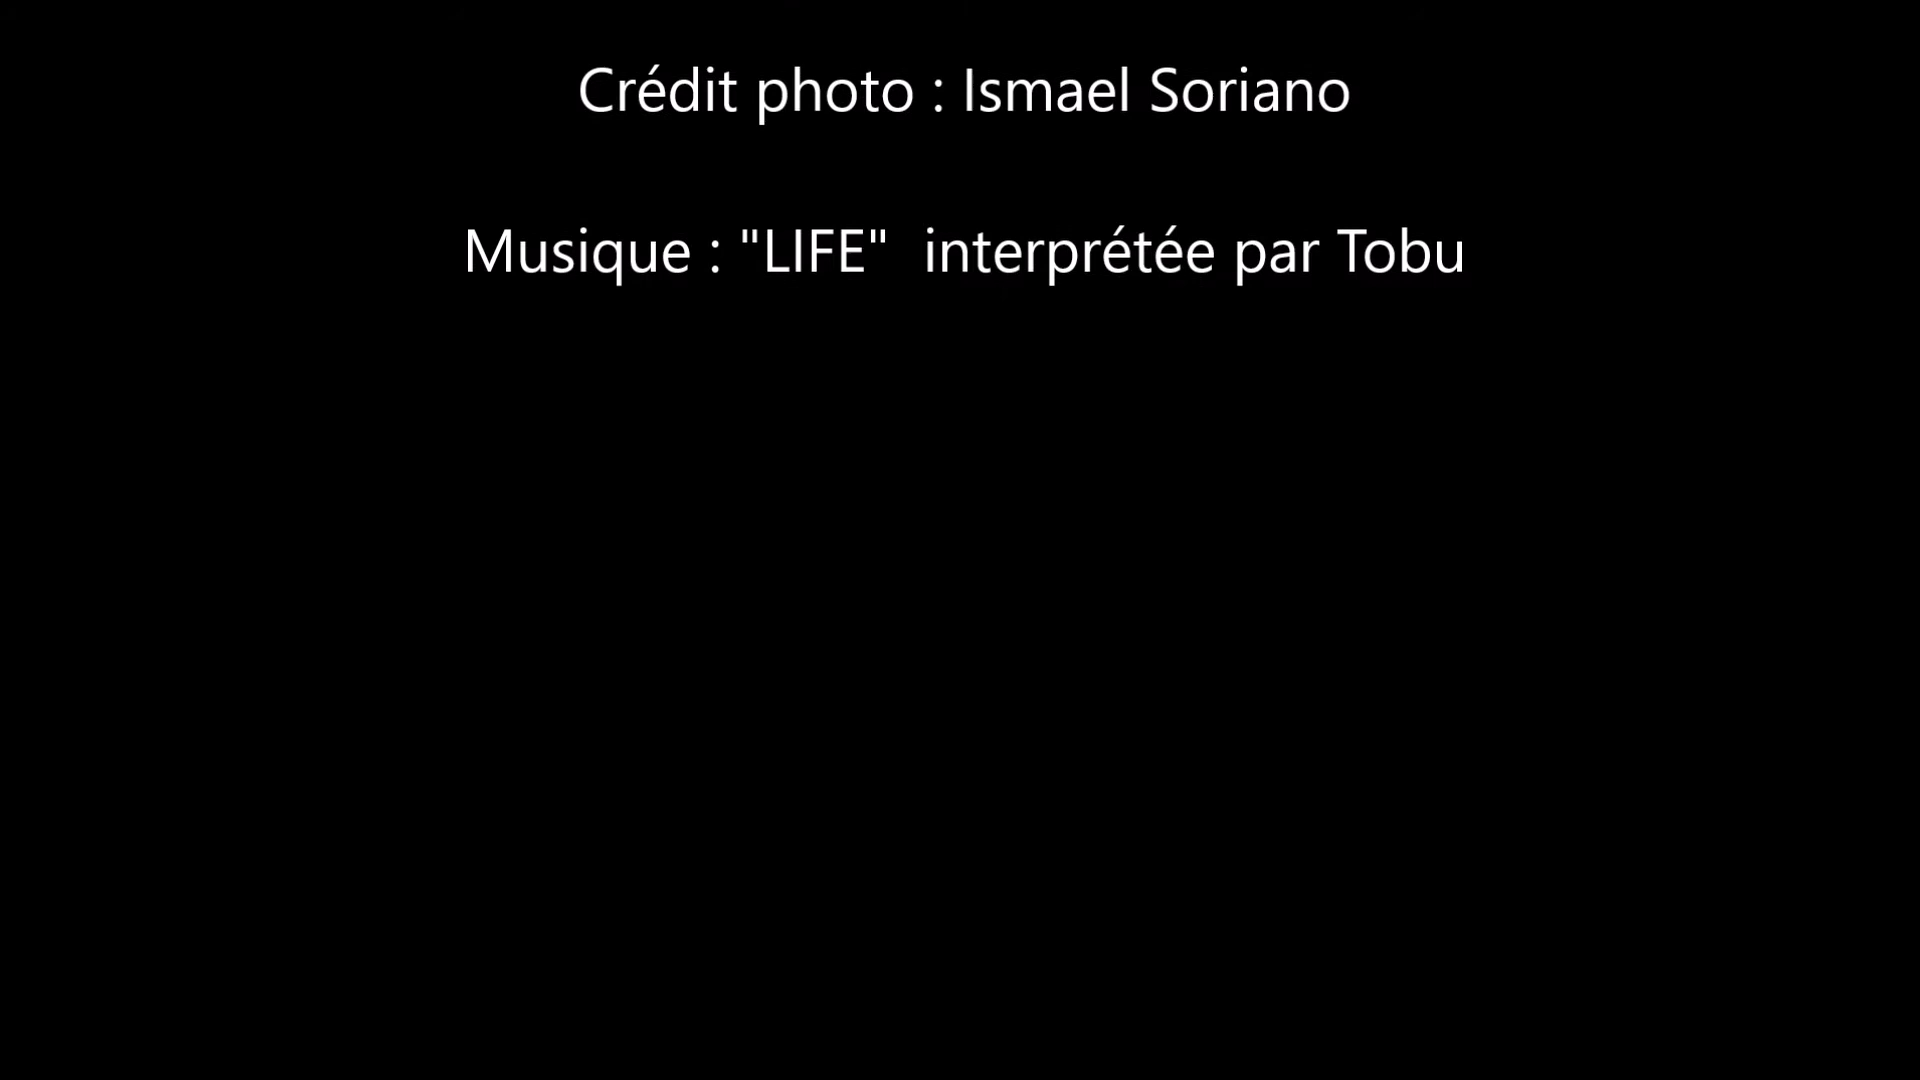 Crédit photo : Ismael Soriano
Musique : "LIFE"  interprétée par Tobu